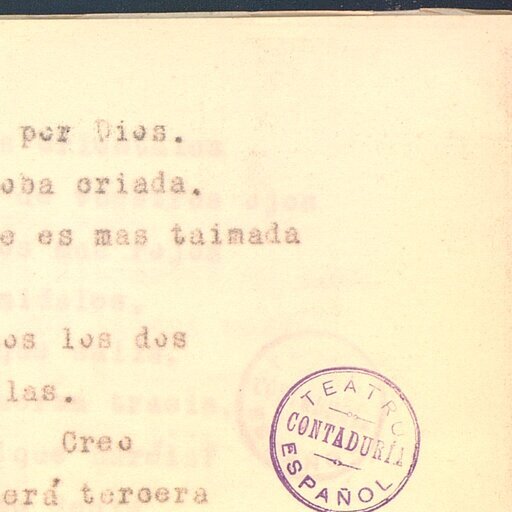 por Dios.
oba criada.
e es mas taimada
os los dos
las.
Creo
erá tercera
TEATRO
CONTADURÍA
ESPAÑOL